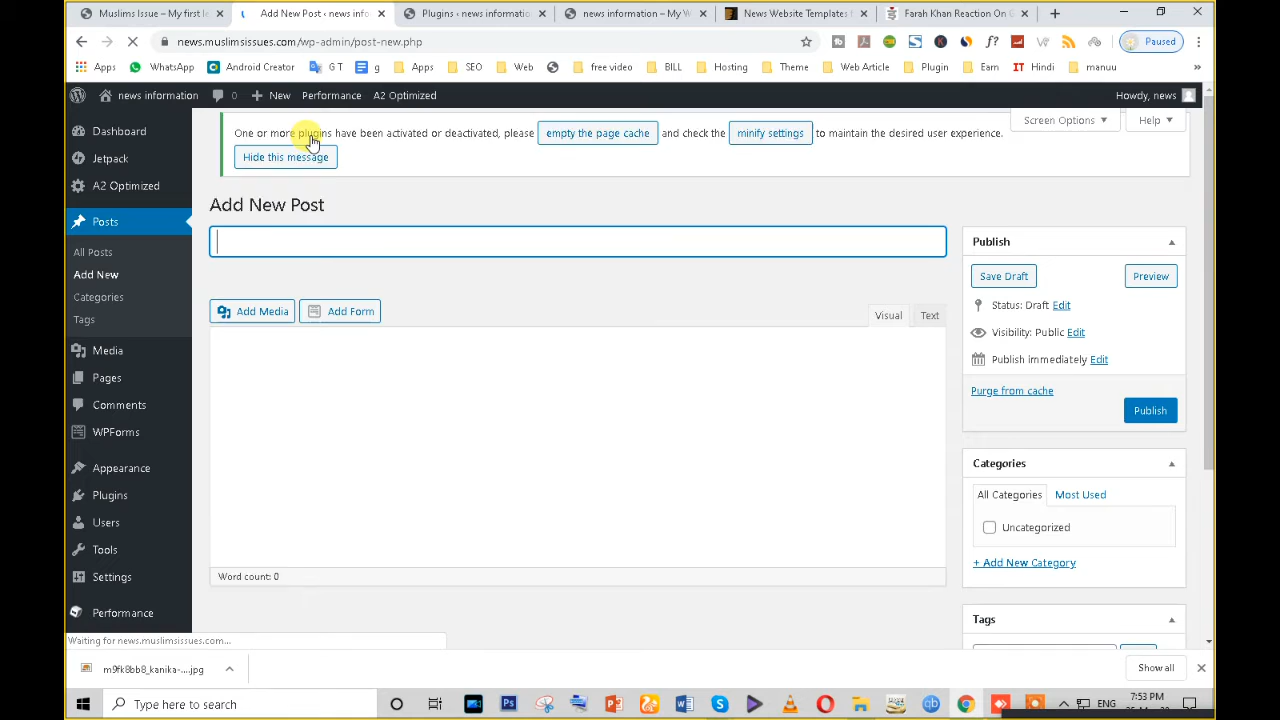 Muslims Issue – My first le
Add New Post ‹ news infor
Plugins ‹ news information
news information – My W
News Website Templates f
Farah Khan Reaction On G
news.muslimsissues.com/wp-admin/post-new.php
Paused
Apps
WhatsApp
Android Creator
G T
g
Apps
SEO
Web
free video
BILL
Hosting
Theme
Web Article
Plugin
Earn
Hindi
manuu
»
news information
0
New
Performance
A2 Optimized
Howdy, news
Dashboard
Jetpack
A2 Optimized
Posts
All Posts
Add New
Categories
Tags
Media
Pages
Comments
WPForms
Appearance
Plugins
Users
Tools
Settings
Performance
One or more plugins have been activated or deactivated, please empty the page cache and check the minify settings to maintain the desired user experience.
Hide this message
Screen Options
Help
Add New Post
Add Media
Add Form
Visual
Text
Word count: 0
Publish
Save Draft
Preview
Status: Draft Edit
Visibility: Public Edit
Publish immediately Edit
Purge from cache
Publish
Categories
All Categories
Most Used
Uncategorized
+ Add New Category
Tags
Waiting for news.muslimsissues.com...
m9fk8bb8_kanika-....jpg
Show all
Type here to search
ENG
7:53 PM